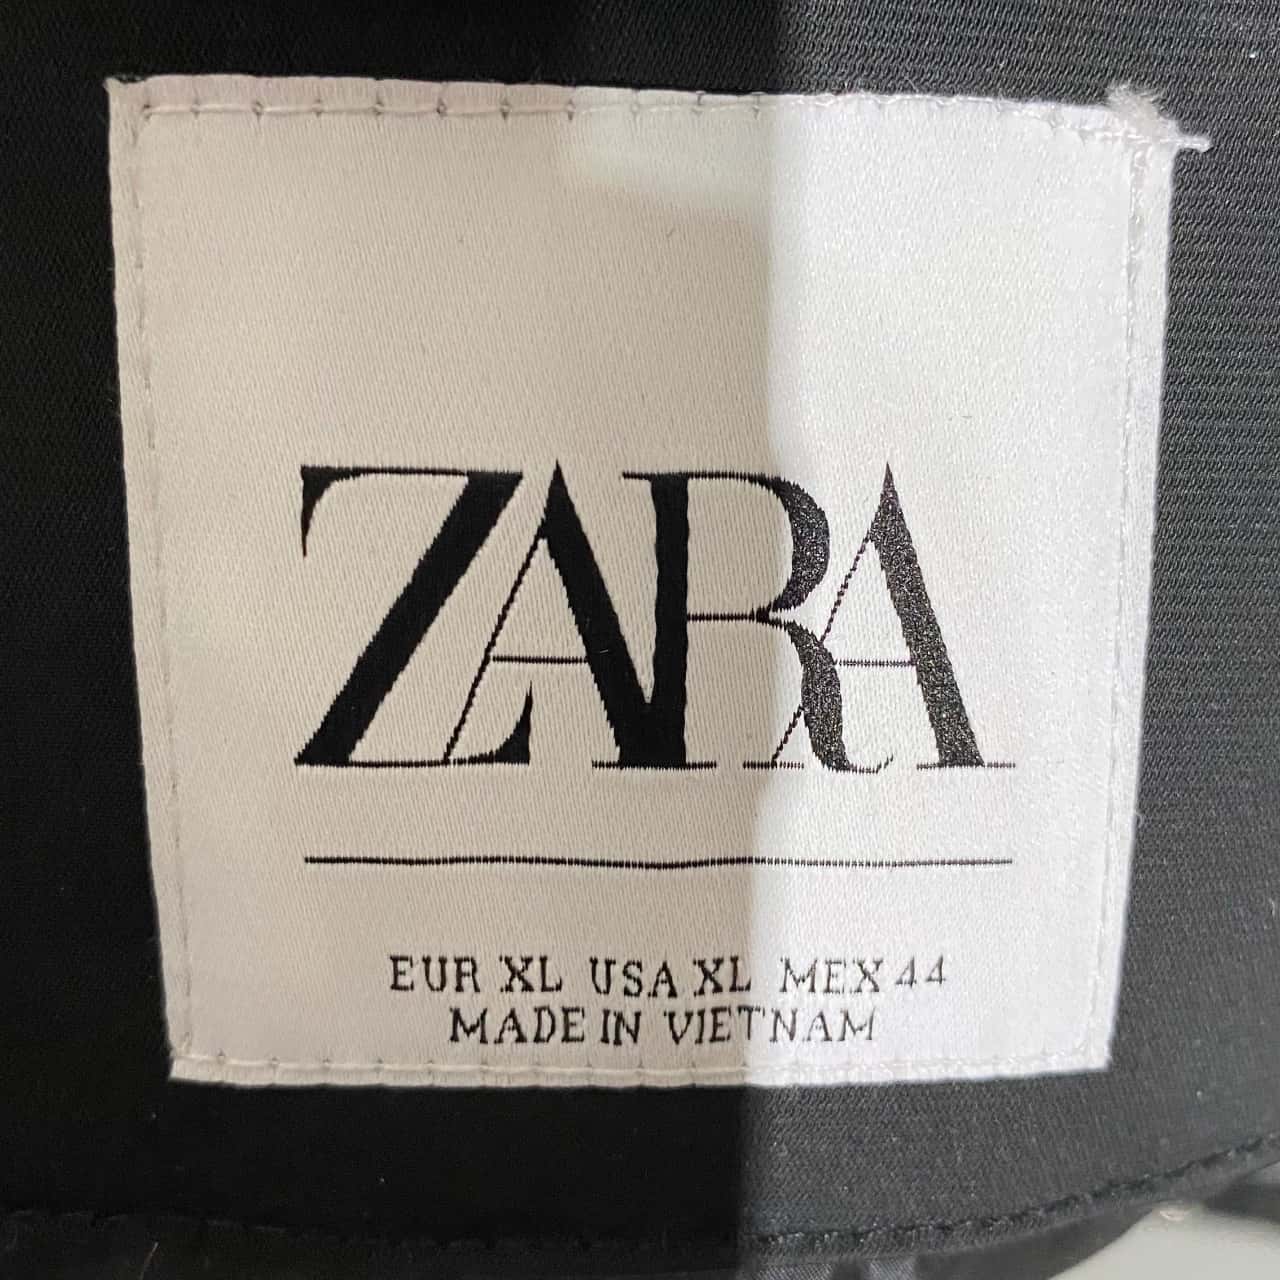 ZARA
EUR XL USA XL MEX 44
MADE IN VIETNAM